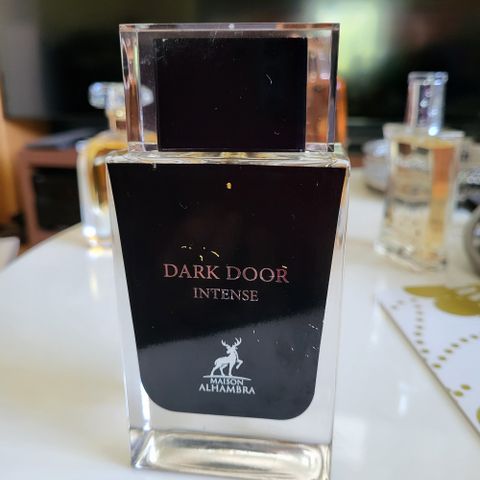 DARK DOOR
INTENSE
MAISON
ALHAMBRA